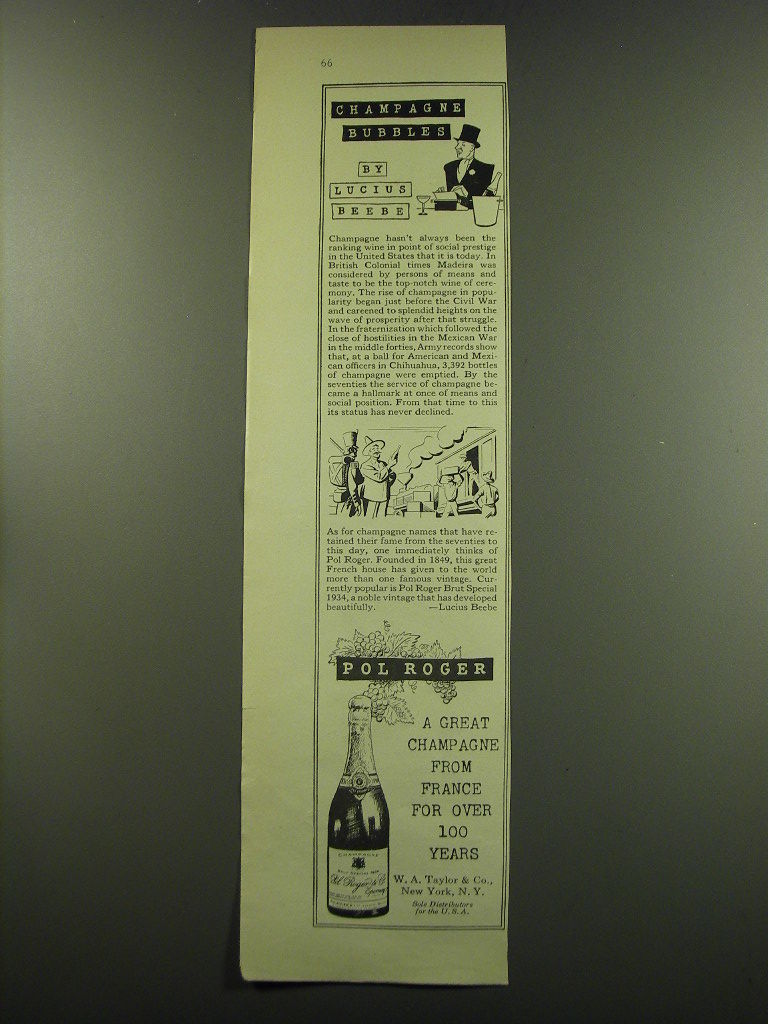 66
CHAMPAGNE
BUBBLES
BY
LUCIUS
BEEBE
Champagne hasn't always been the
ranking wine in point of social prestige
in the United States that it is today. In
British Colonial times Madeira was
considered by persons of means and
taste to be the top-notch wine of cere-
mony. The rise of champagne in popu-
larity began just before the Civil War
and careened to splendid heights on the
wave of prosperity after that struggle.
In the fraternization which followed the
close of hostilities in the Mexican War
in the middle forties, Army records show
that, at a ball for American and Mexi-
can officers in Chihuahua, 3,392 bottles
of champagne were emptied. By the
seventies the service of champagne be-
came a hallmark at once of means and
social position. From that time to this
its status has never declined.
As for champagne names that have re-
tained their fame from the seventies to
this day, one immediately thinks of
Pol Roger. Founded in 1849, this great
French house has given to the world
more than one famous vintage. Cur-
rently popular is Pol Roger Brut Special
1934, a noble vintage that has developed
beautifully. —Lucius Beebe
POL ROGER
A GREAT
CHAMPAGNE
FROM
FRANCE
FOR OVER
100
YEARS
CHAMPAGNE
Pol Roger & Co
Epernay
W. A. Taylor & Co.,
New York, N. Y.
Sole Distributors
for the U. S. A.